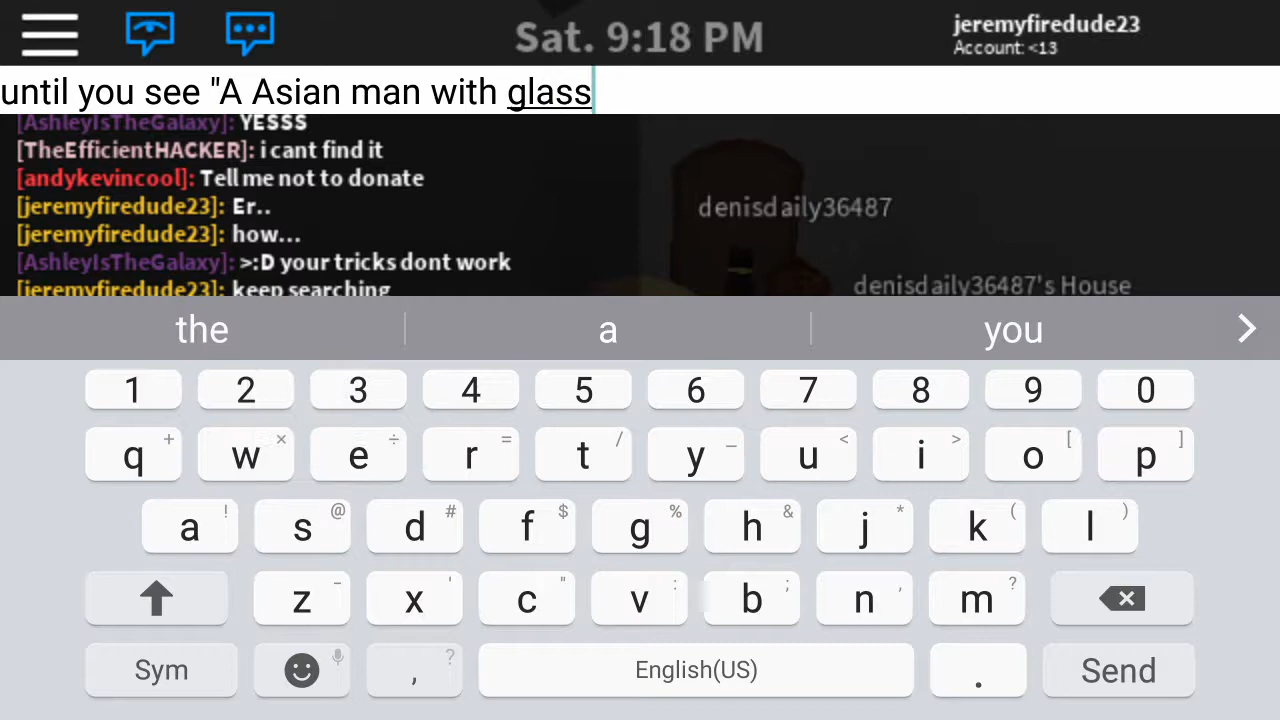 Sat. 9:18 PM
jeremyfiredude23
Account: <13
until you see "A Asian man with glass
[AshleyIsTheGalaxy]: YESSS
[TheEfficientHACKER]: i cant find it
[andykevincool]: Tell me not to donate
[jeremyfiredude23]: Er..
[jeremyfiredude23]: how...
[AshleyIsTheGalaxy]: >:D your tricks dont work
[jeremyfiredude23]: keep searching
denisdaily36487
denisdaily36487's House
the a you
1 2 3 4 5 6 7 8 9 0
q + w × e ÷ r = t / y _ u < i > o [ p ]
a ! s @ d # f $ g % h & j * k ( l )
z - x ' c " v : b ; n , m ?
Sym , ? English(US) . Send